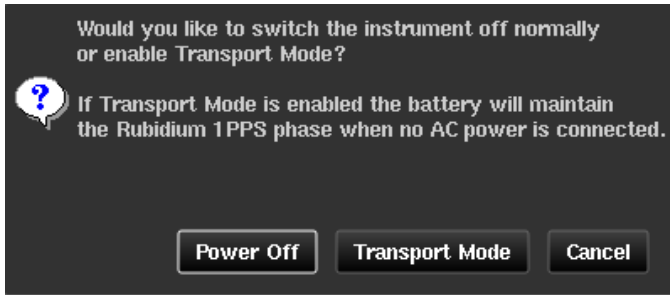 Would you like to switch the instrument off normally
or enable Transport Mode?
?
If Transport Mode is enabled the battery will maintain
the Rubidium 1PPS phase when no AC power is connected.
Power Off Transport Mode Cancel